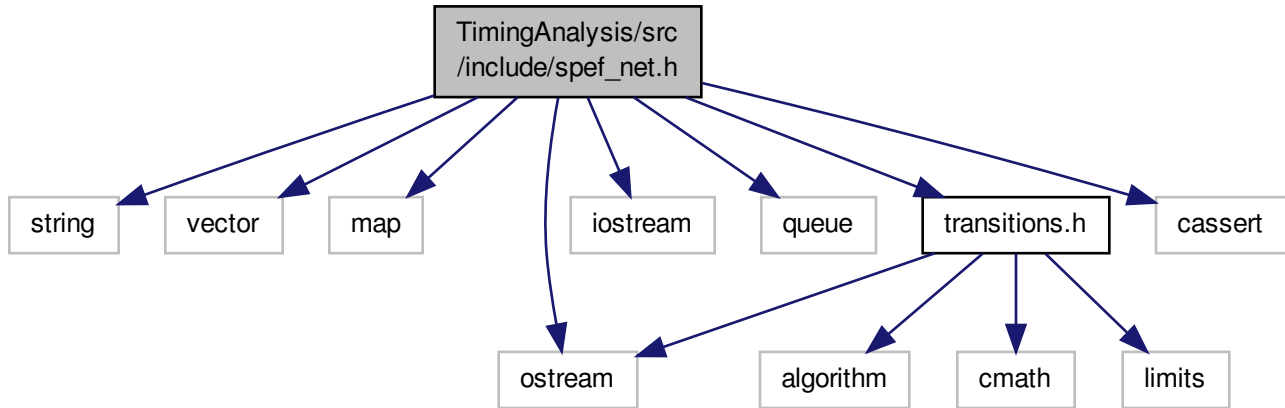 TimingAnalysis/src
/include/spef_net.h
string
vector
map
iostream
queue
transitions.h
cassert
ostream
algorithm
cmath
limits